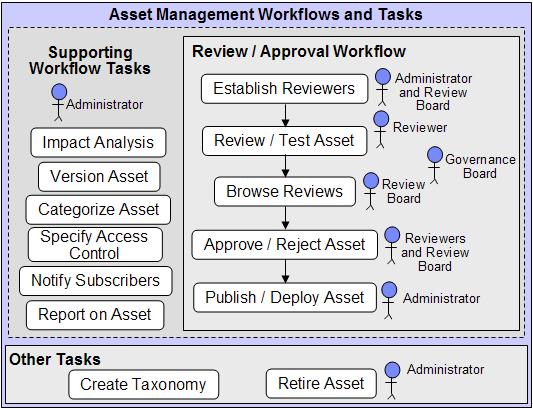 Asset Management Workflows and Tasks
Supporting
Workflow Tasks
Administrator
Impact Analysis
Version Asset
Categorize Asset
Specify Access
Control
Notify Subscribers
Report on Asset
Review / Approval Workflow
Establish Reviewers
Administrator
and Review
Board
Review / Test Asset
Reviewer
Governance
Board
Browse Reviews
Review
Board
Approve / Reject Asset
Reviewers
and Review
Board
Publish / Deploy Asset
Administrator
Other Tasks
Create Taxonomy
Retire Asset
Administrator